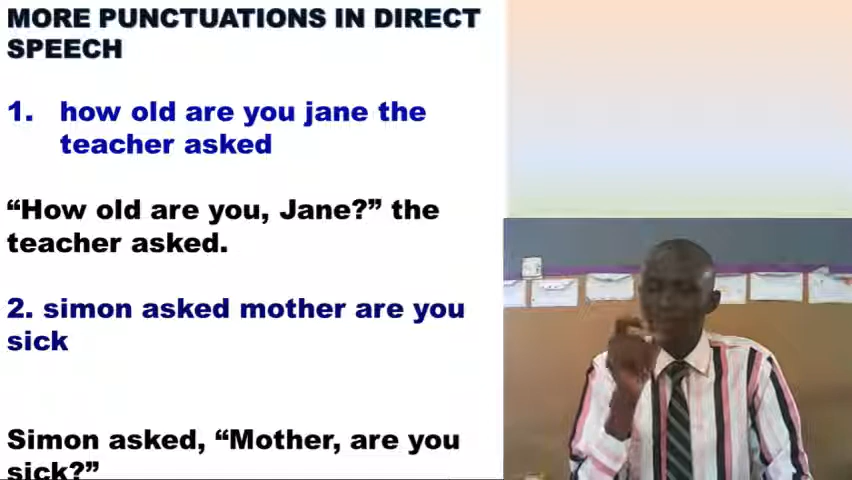 MORE PUNCTUATIONS IN DIRECT
SPEECH
1. how old are you jane the
teacher asked
“How old are you, Jane?” the
teacher asked.
2. simon asked mother are you
sick
Simon asked, “Mother, are you
sick?”